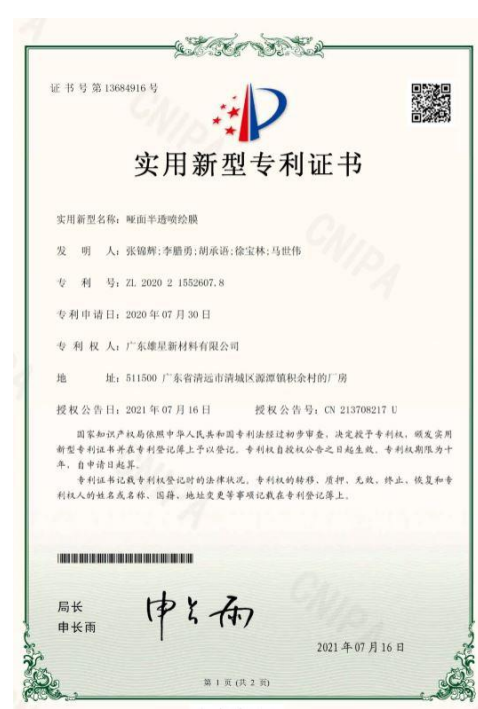 证书号第13684916号
实用新型专利证书
实用新型名称：哑面半透喷绘膜
发 明 人：张锦辉;李腊勇;胡承语;徐宝林;马世伟
专 利 号：ZL 2020 2 1552607.8
专利申请日：2020年07月30日
专 利 权 人：广东雄星新材料有限公司
地 址：511500 广东省清远市清城区源潭镇积余村的厂房
授权公告日：2021年07月16日 授权公告号：CN 213708217 U
国家知识产权局依照中华人民共和国专利法经过初步审查，决定授予专利权，颁发实用
新型专利证书并在专利登记簿上予以登记。专利权自授权公告之日起生效。专利权期限为十
年，自申请日起算。
专利证书记载专利权登记时的法律状况。专利权的转移、质押、无效、终止、恢复和专
利权人的姓名或名称、国籍、地址变更等事项记载在专利登记簿上。
局长
申长雨
申长雨
2021年07月16日
第 1 页 (共 2 页)
CNIPA
CNIPA
CNIPA